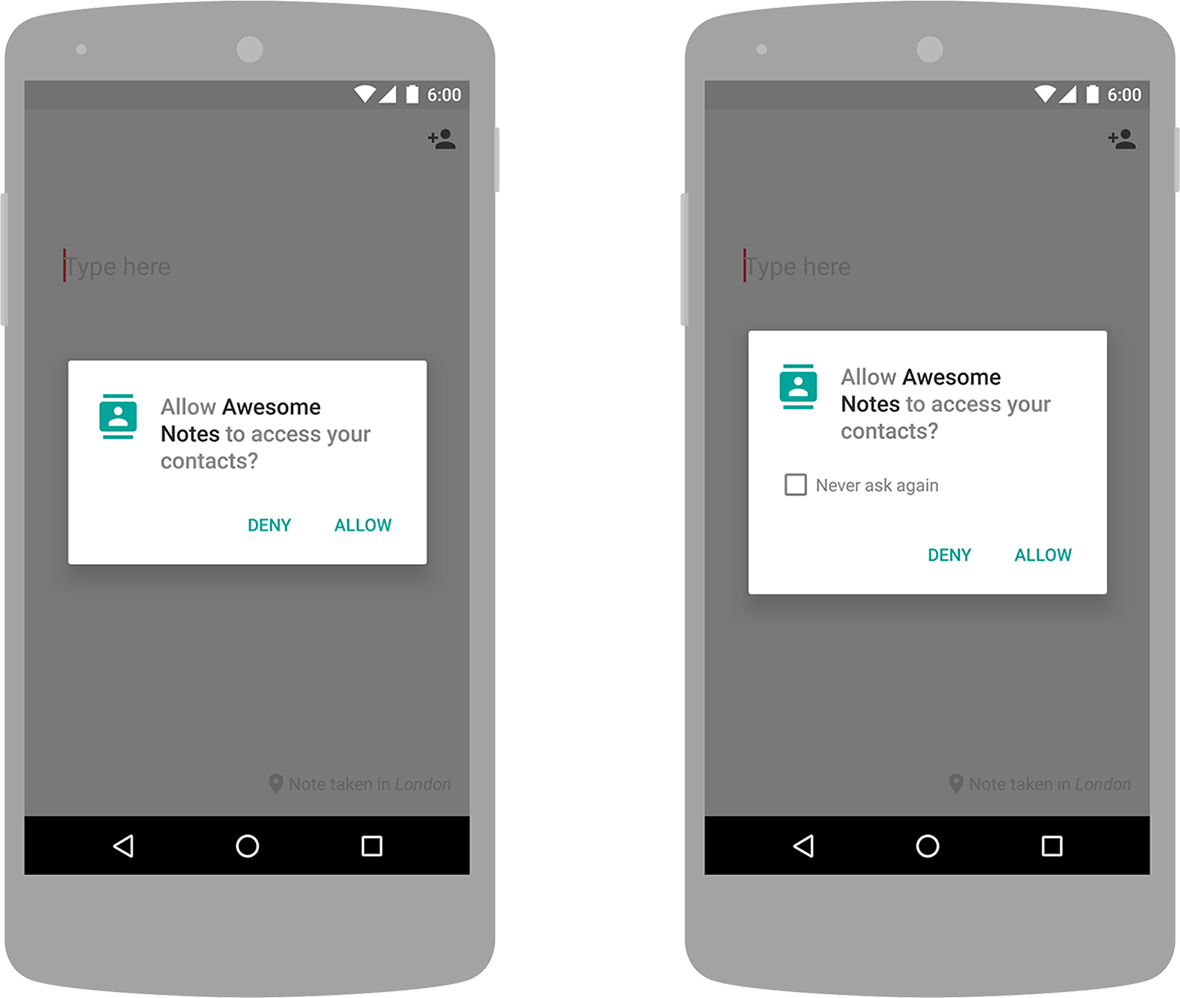 6:00
Type here
Allow Awesome
Notes to access your
contacts?
DENY ALLOW
Note taken in London
6:00
Type here
Allow Awesome
Notes to access your
contacts?
Never ask again
DENY ALLOW
Note taken in London